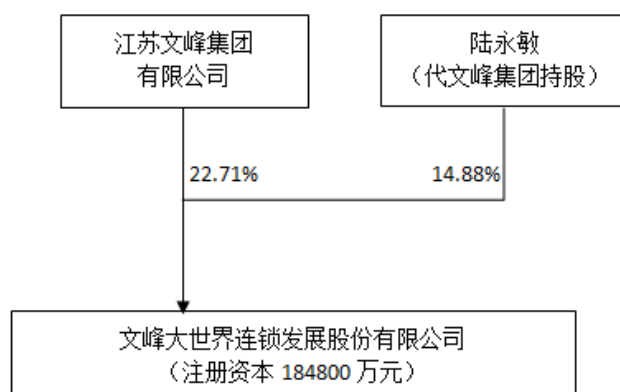 江苏文峰集团
有限公司
陆永敏
（代文峰集团持股）
22.71%
14.88%
文峰大世界连锁发展股份有限公司
（注册资本 184800 万元）